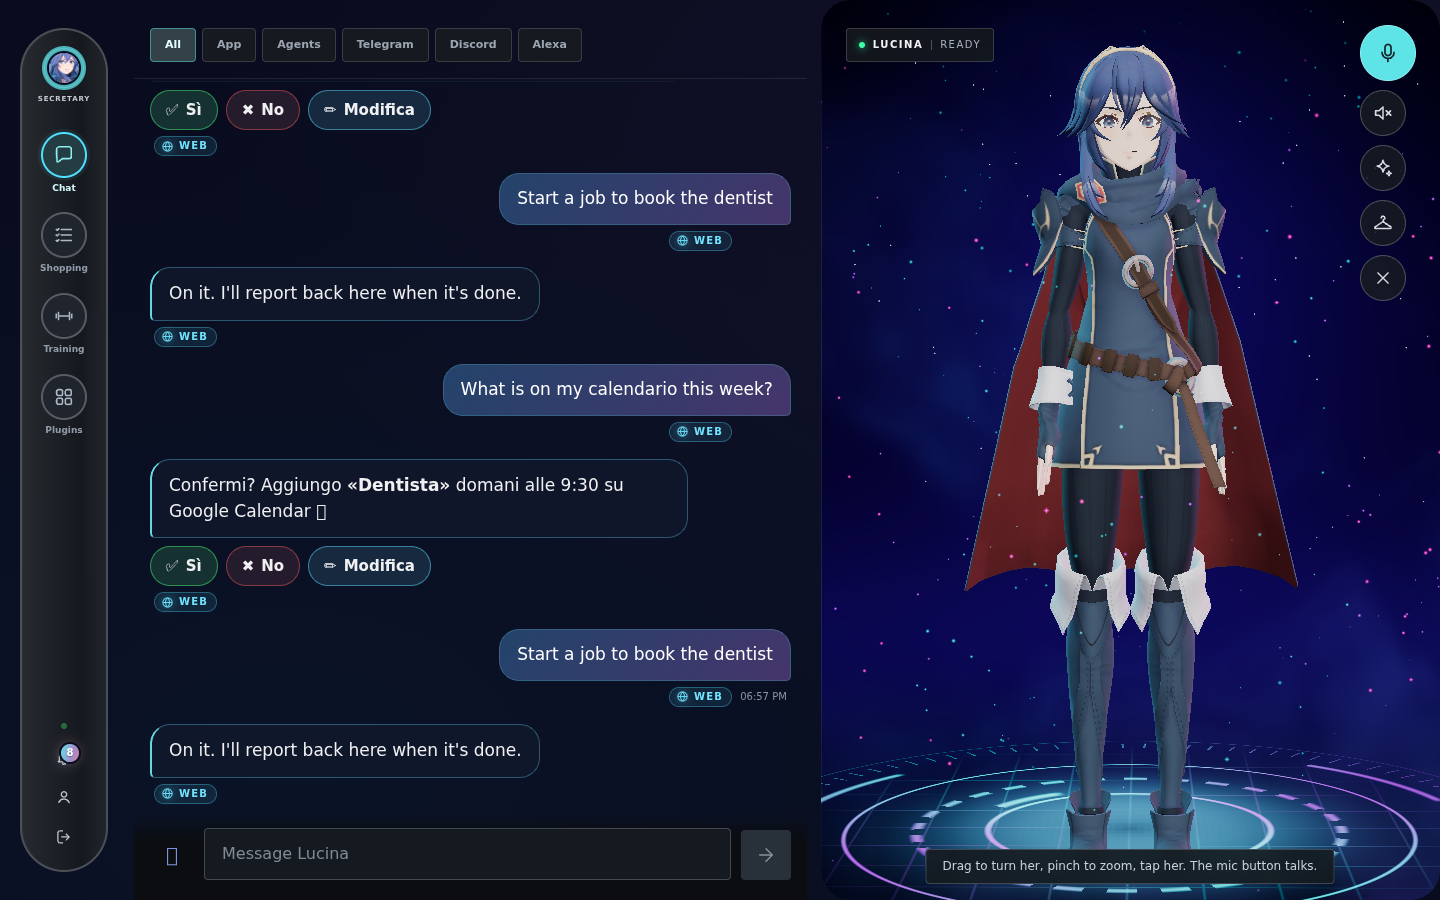 SECRETARY
Chat
Shopping
Training
Plugins
8
All
App
Agents
Telegram
Discord
Alexa
Sì
No
Modifica
WEB
Start a job to book the dentist
WEB
On it. I'll report back here when it's done.
WEB
What is on my calendario this week?
WEB
Confermi? Aggiungo «Dentista» domani alle 9:30 su
Google Calendar
Sì
No
Modifica
WEB
Start a job to book the dentist
WEB 06:57 PM
On it. I'll report back here when it's done.
WEB
Message Lucina
LUCINA | READY
Drag to turn her, pinch to zoom, tap her. The mic button talks.